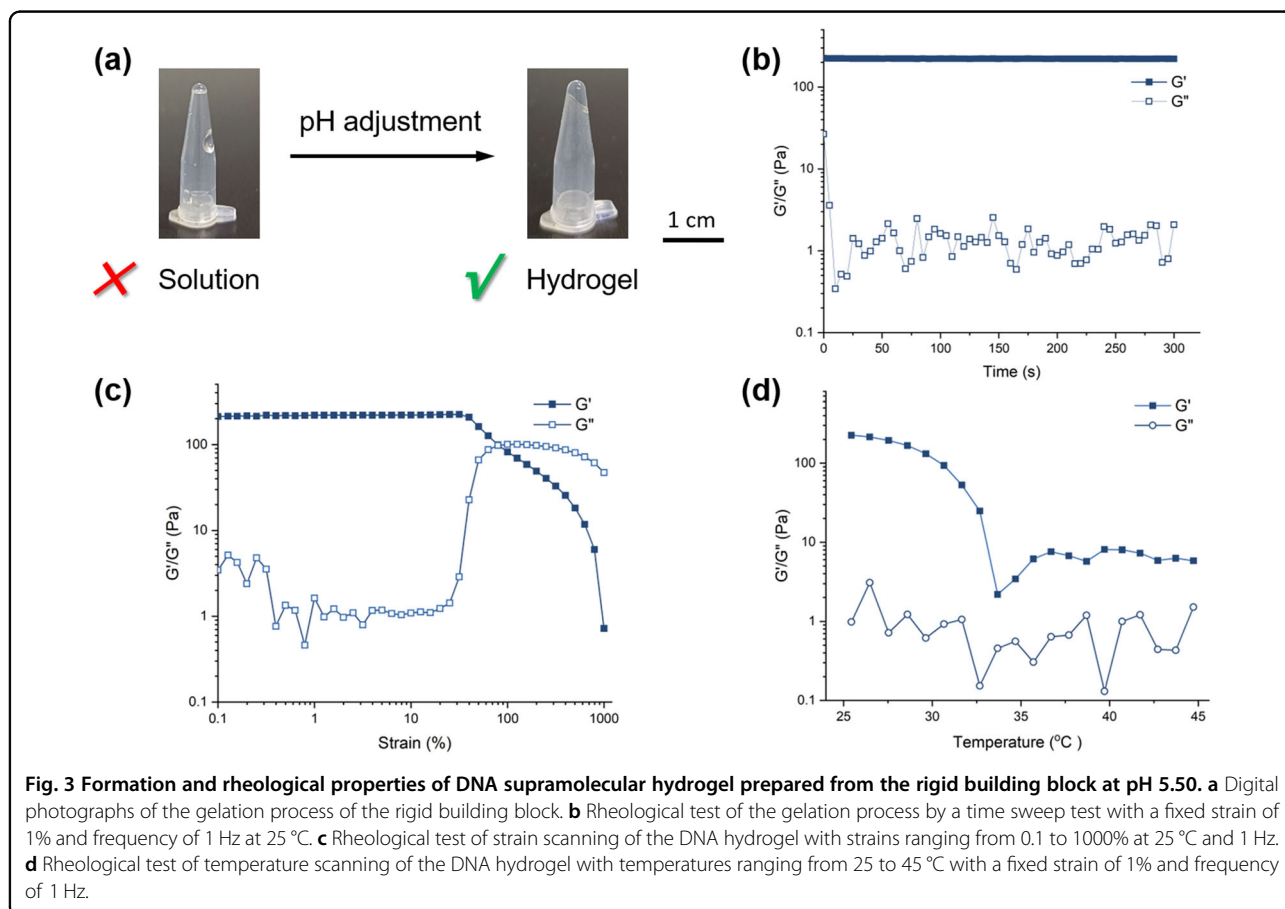 (a)
pH adjustment
1 cm
Solution
Hydrogel
(b)
G'
G"
100
10
1
0.1
G'/G" (Pa)
0 50 100 150 200 250 300
Time (s)
(c)
G'
G"
100
10
1
0.1
G'/G" (Pa)
0.1 1 10 100 1000
Strain (%)
(d)
G'
G"
100
10
1
0.1
G'/G" (Pa)
25 30 35 40 45
Temperature (°C)
Fig. 3 Formation and rheological properties of DNA supramolecular hydrogel prepared from the rigid building block at pH 5.50. a Digital
photographs of the gelation process of the rigid building block. b Rheological test of the gelation process by a time sweep test with a fixed strain of
1% and frequency of 1 Hz at 25 °C. c Rheological test of strain scanning of the DNA hydrogel with strains ranging from 0.1 to 1000% at 25 °C and 1 Hz.
d Rheological test of temperature scanning of the DNA hydrogel with temperatures ranging from 25 to 45 °C with a fixed strain of 1% and frequency
of 1 Hz.